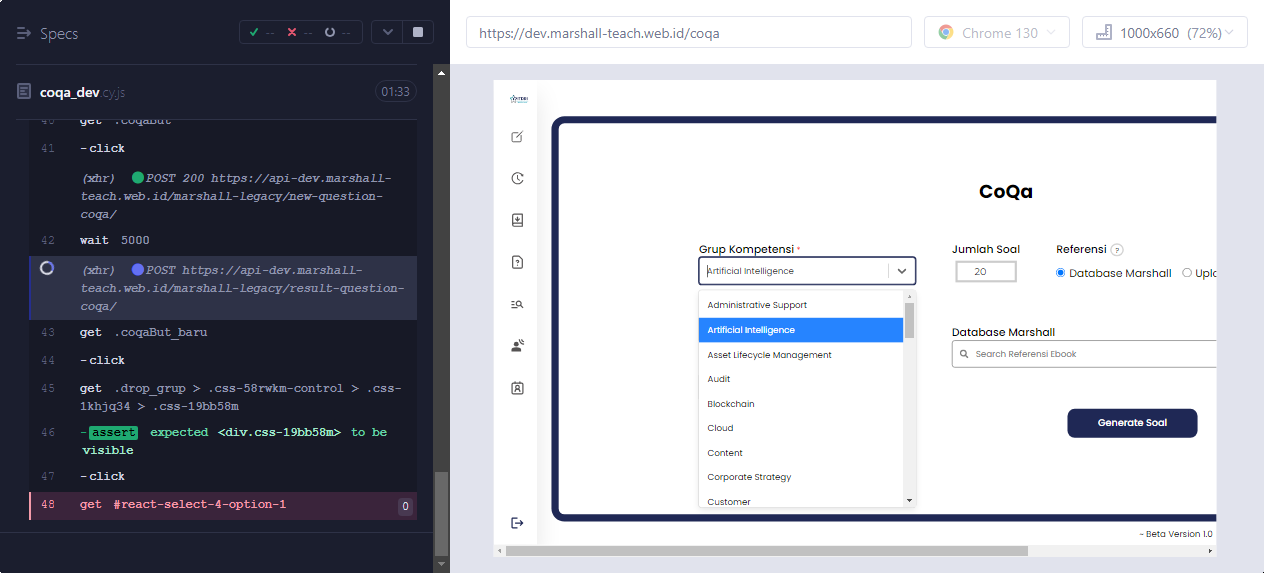 Specs
-- -- --
coqa_dev.cy.js
01:33
40 get .coqaBut
41 -click
(xhr) POST 200 https://api-dev.marshall-
teach.web.id/marshall-legacy/new-question-
coqa/
42 wait 5000
(xhr) POST https://api-dev.marshall-
teach.web.id/marshall-legacy/result-question-
coqa/
43 get .coqaBut_baru
44 -click
45 get .drop_grup > .css-58rwkm-control > .css-
1khjq34 > .css-19bb58m
46 -assert expected <div.css-19bb58m> to be
visible
47 -click
48 get #react-select-4-option-1 0
https://dev.marshall-teach.web.id/coqa
Chrome 130
1000x660 (72%)
CoQa
Grup Kompetensi *
Jumlah Soal
Referensi ?
Artificial Intelligence
20
Database Marshall
Uplo
Administrative Support
Artificial Intelligence
Asset Lifecycle Management
Audit
Blockchain
Cloud
Content
Corporate Strategy
Customer
Database Marshall
Search Referensi Ebook
Generate Soal
- Beta Version 1.0